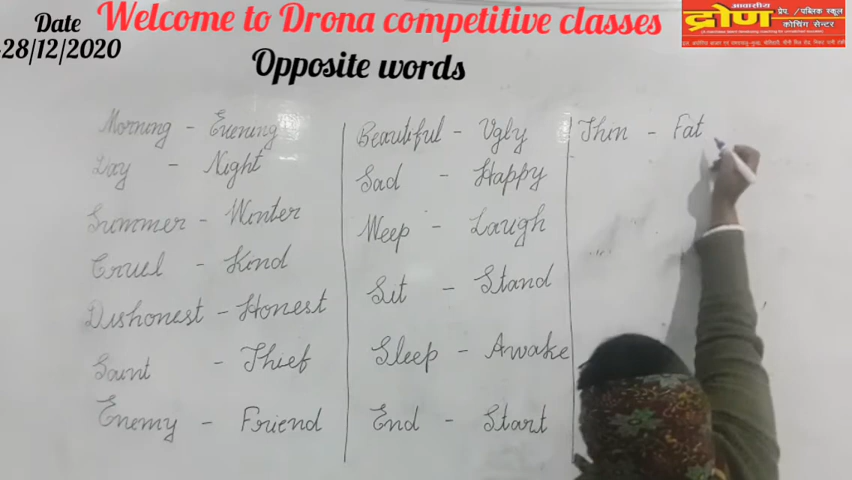 Date
28/12/2020
Welcome to Drona competitive classes
Opposite words
आवासीय
द्रोण प्रेप. / पब्लिक स्कूल
कोचिंग सेन्टर
Morning - Evening
Day - Night
Summer - Winter
Cruel - Kind
Dishonest - Honest
Saint - Thief
Enemy - Friend
Beautiful - Ugly
Sad - Happy
Weep - Laugh
Sit - Stand
Sleep - Awake
End - Start
Thin - Fat